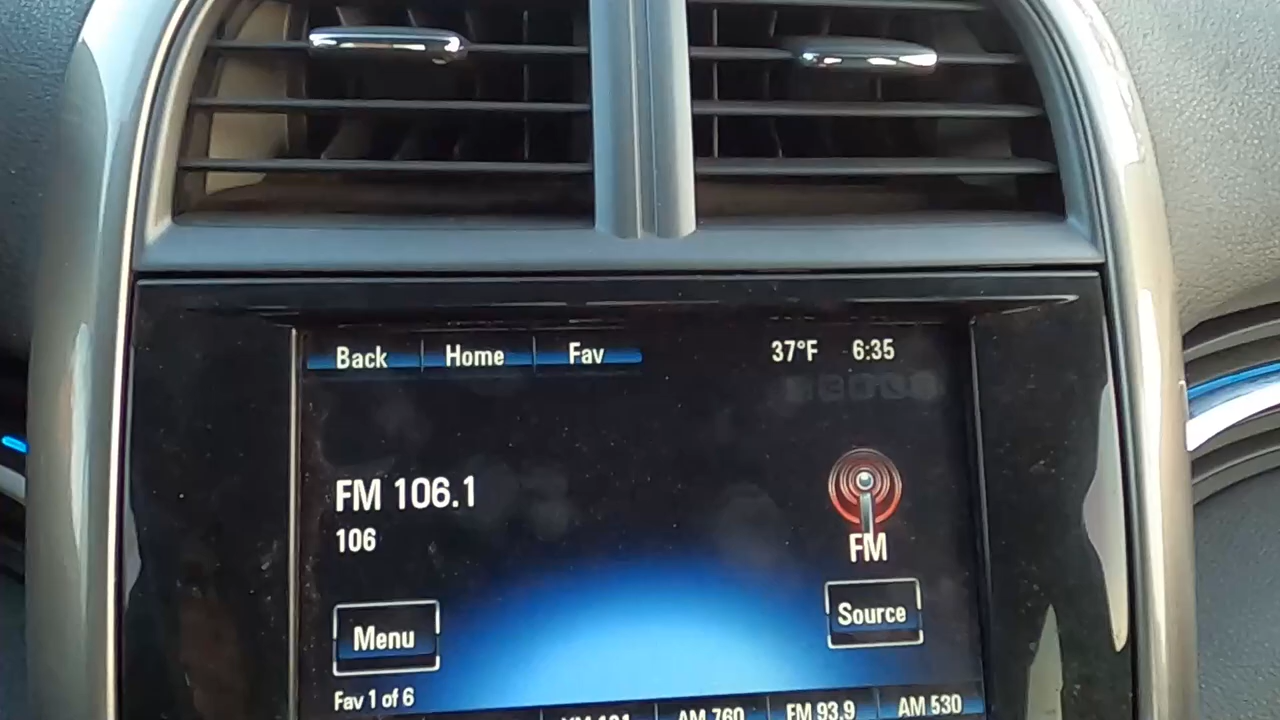 Back Home Fav 37°F 6:35
FM 106.1
106
FM
Menu Source
Fav 1 of 6
AM 760 FM 93.9 AM 530